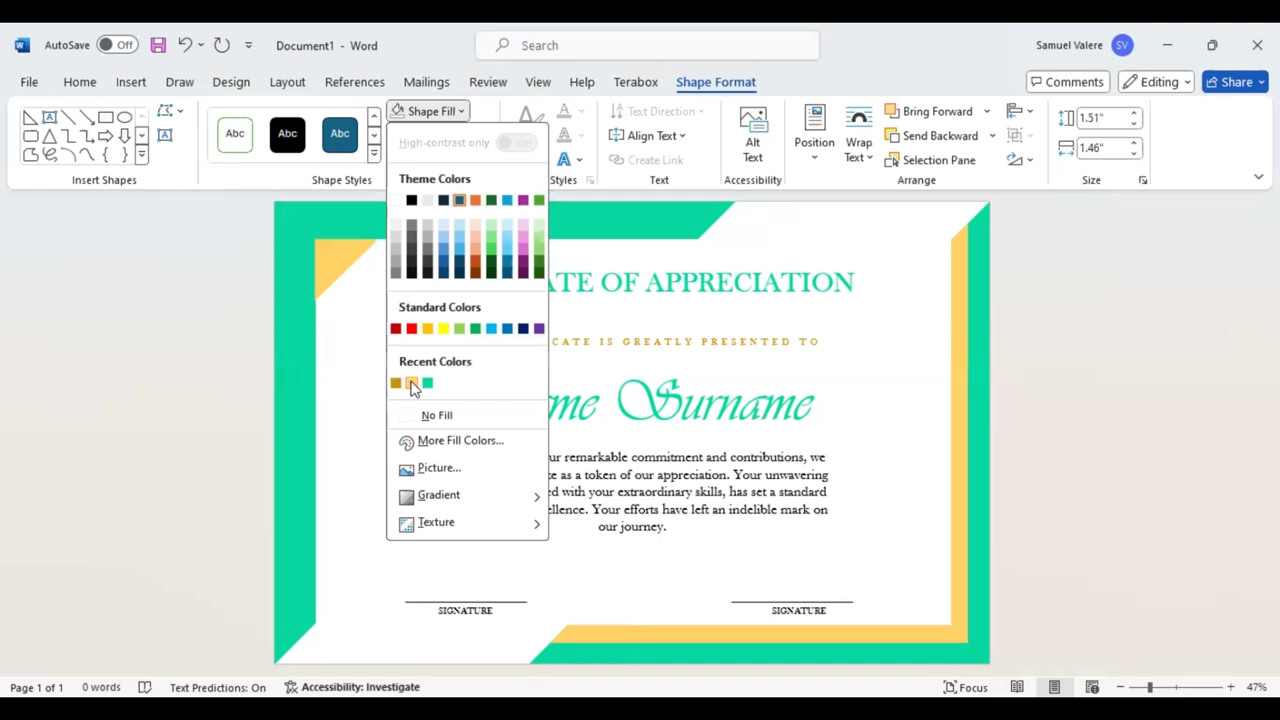 AutoSave Off Document1 - Word Search Samuel Valere SV
File Home Insert Draw Design Layout References Mailings Review View Help Terabox Shape Format Comments Editing Share
Abc Abc Abc Shape Fill Text Direction Bring Forward 1.51"
High-contrast only Off Align Text Alt Text Position Wrap Text Send Backward 1.46"
Create Link Selection Pane
Insert Shapes Shape Styles Styles Text Accessibility Arrange Size
Theme Colors
Standard Colors
Recent Colors
No Fill
More Fill Colors...
Picture...
Gradient
Texture
ATE OF APPRECIATION
CATE IS GREATLY PRESENTED TO
me Surname
ur remarkable commitment and contributions, we
te as a token of our appreciation. Your unwavering
d with your extraordinary skills, has set a standard
ellence. Your efforts have left an indelible mark on
our journey.
SIGNATURE SIGNATURE
Page 1 of 1 0 words Text Predictions: On Accessibility: Investigate Focus 47%